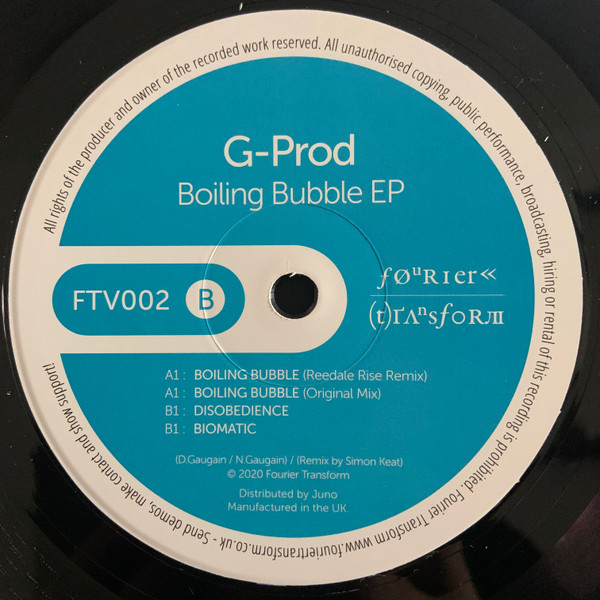 All rights of the producer and owner of the recorded work reserved. All unauthorised copying, public performance, broadcasting, hiring or rental of this recording is prohibited. Fourier Transform www.fouriertransform.co.uk - Send demos, make contact and show support!
G-Prod
Boiling Bubble EP
FTV002 B
føuRIer«
(t)rΛnsfoRm
A1 : BOILING BUBBLE (Reedale Rise Remix)
A1 : BOILING BUBBLE (Original Mix)
B1 : DISOBEDIENCE
B1 : BIOMATIC
(D.Gaugain / N.Gaugain) / (Remix by Simon Keat)
© 2020 Fourier Transform
Distributed by Juno
Manufactured in the UK.